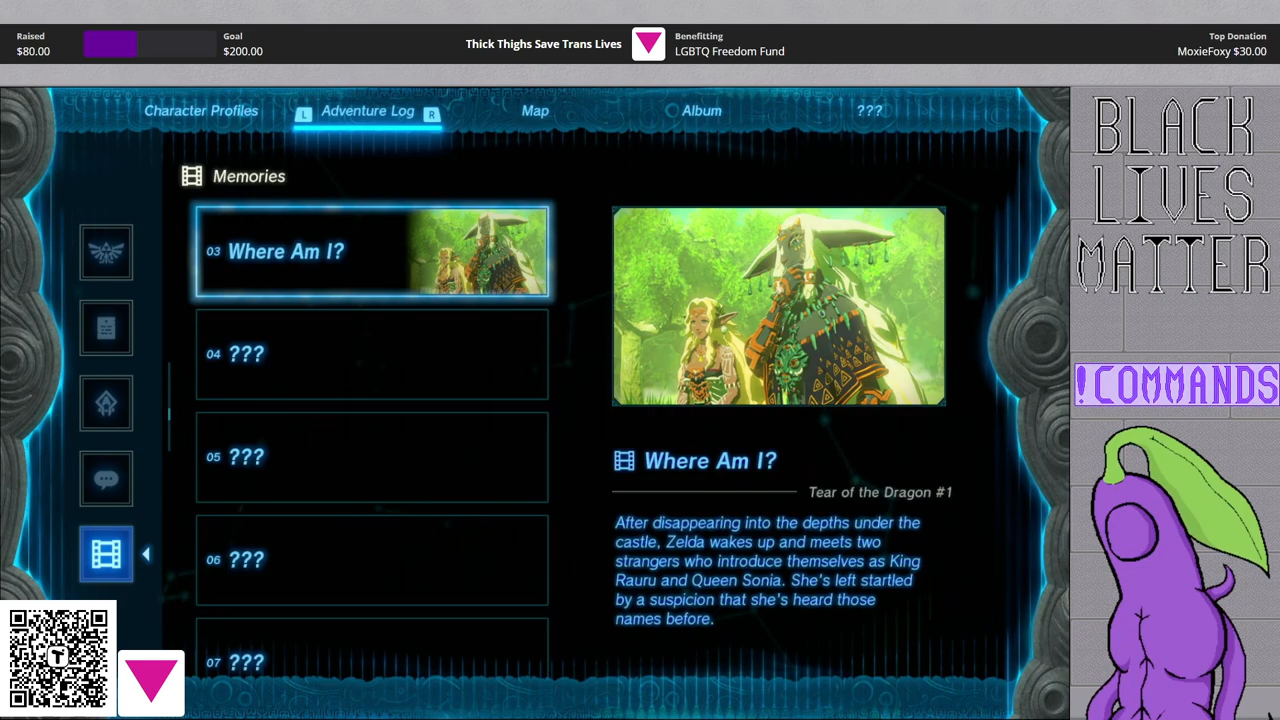 Raised
$80.00
Goal
$200.00
Thick Thighs Save Trans Lives
Benefitting
LGBTQ Freedom Fund
Top Donation
MoxieFoxy $30.00
Character Profiles
L Adventure Log R
Map
Album
???
Memories
03 Where Am I?
04 ???
05 ???
06 ???
07 ???
Where Am I?
Tear of the Dragon #1
After disappearing into the depths under the
castle, Zelda wakes up and meets two
strangers who introduce themselves as King
Rauru and Queen Sonia. She's left startled
by a suspicion that she's heard those
names before.
BLACK
LIVES
MATTER
!COMMANDS
T